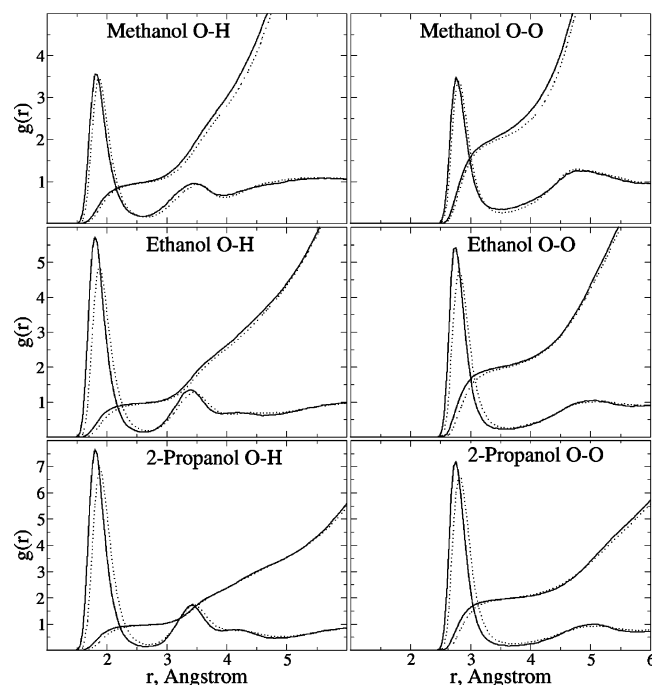 Methanol O-H
Methanol O-O
g(r)
4
3
2
1
Ethanol O-H
Ethanol O-O
g(r)
5
4
3
2
1
2-Propanol O-H
2-Propanol O-O
g(r)
7
6
5
4
3
2
1
1 2 3 4 5
2 3 4 5 6
r, Angstrom
r, Angstrom